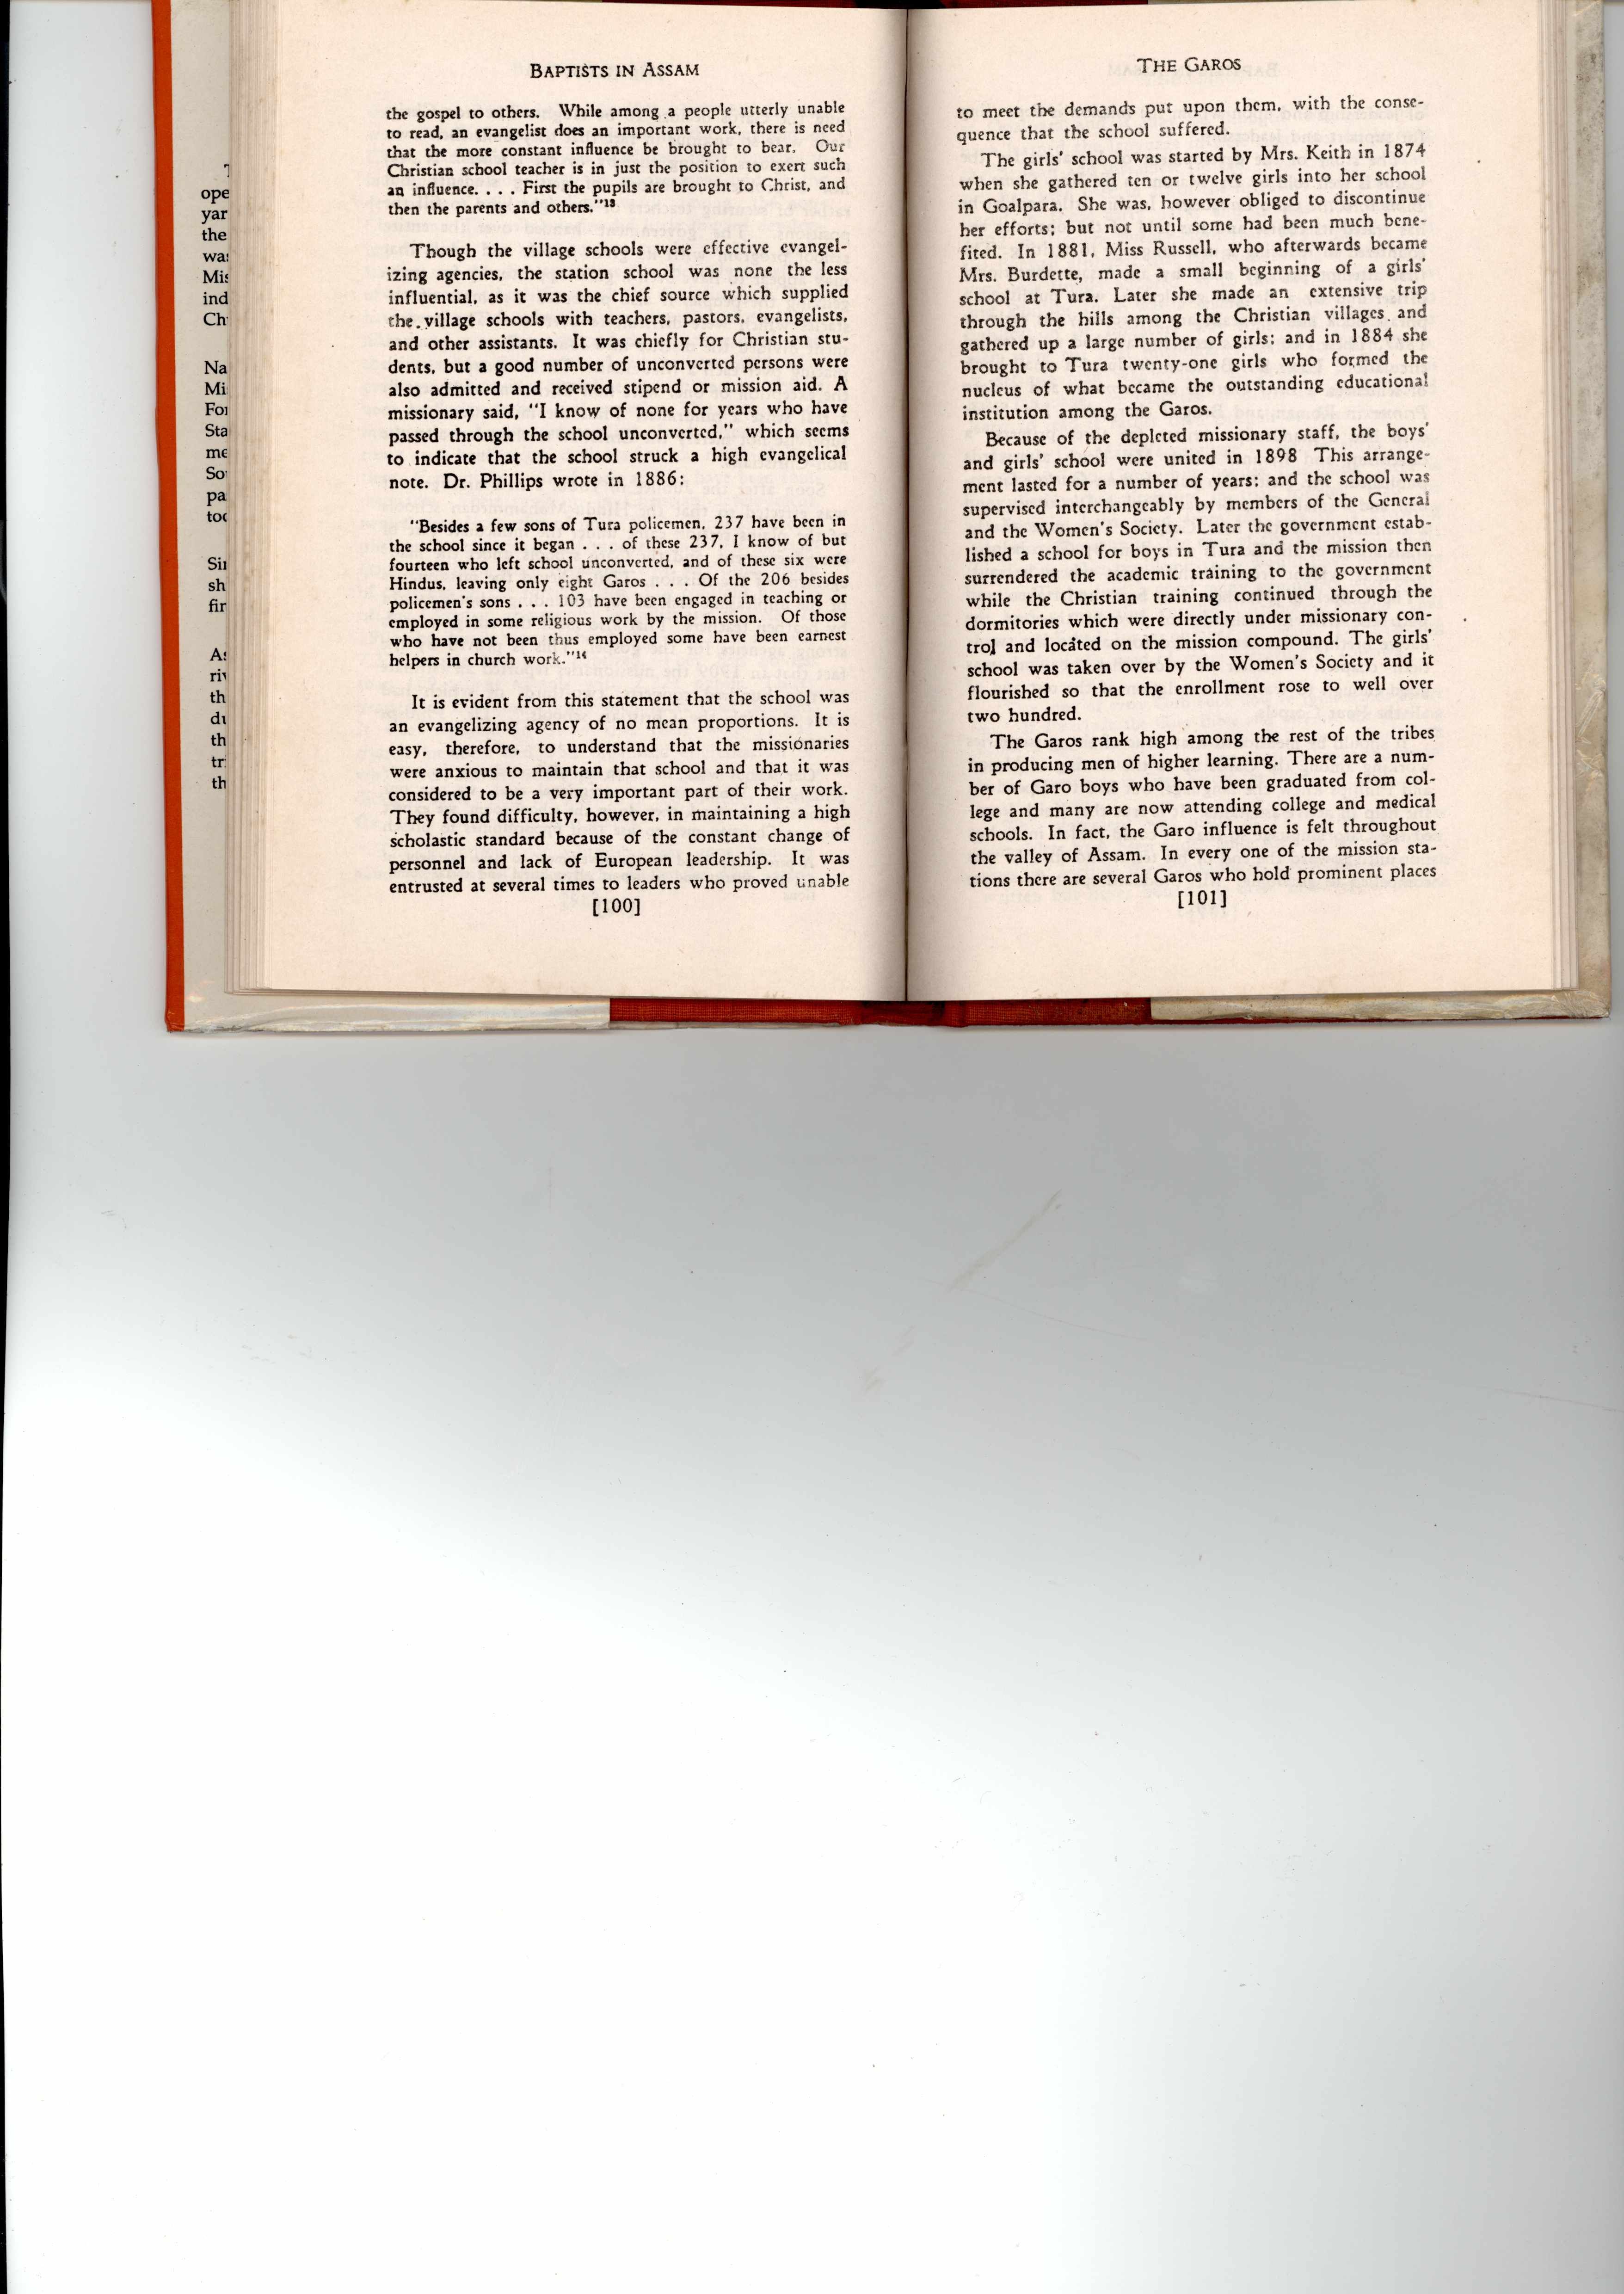 BAPTISTS IN ASSAM
the gospel to others. While among a people utterly unable
to read, an evangelist does an important work, there is need
that the more constant influence be brought to bear. Our
Christian school teacher is in just the position to exert such
an influence. . . . First the pupils are brought to Christ, and
then the parents and others."13
Though the village schools were effective evangel-
izing agencies, the station school was none the less
influential, as it was the chief source which supplied
the village schools with teachers, pastors, evangelists,
and other assistants. It was chiefly for Christian stu-
dents, but a good number of unconverted persons were
also admitted and received stipend or mission aid. A
missionary said, "I know of none for years who have
passed through the school unconverted," which seems
to indicate that the school struck a high evangelical
note. Dr. Phillips wrote in 1886:
"Besides a few sons of Tura policemen, 237 have been in
the school since it began . . . of these 237, I know of but
fourteen who left school unconverted, and of these six were
Hindus, leaving only eight Garos . . . Of the 206 besides
policemen's sons . . . 103 have been engaged in teaching or
employed in some religious work by the mission. Of those
who have not been thus employed some have been earnest
helpers in church work."14
It is evident from this statement that the school was
an evangelizing agency of no mean proportions. It is
easy, therefore, to understand that the missionaries
were anxious to maintain that school and that it was
considered to be a very important part of their work.
They found difficulty, however, in maintaining a high
scholastic standard because of the constant change of
personnel and lack of European leadership. It was
entrusted at several times to leaders who proved unable
[100]
THE GAROS
to meet the demands put upon them, with the conse-
quence that the school suffered.
The girls' school was started by Mrs. Keith in 1874
when she gathered ten or twelve girls into her school
in Goalpara. She was, however obliged to discontinue
her efforts; but not until some had been much bene-
fited. In 1881, Miss Russell, who afterwards became
Mrs. Burdette, made a small beginning of a girls'
school at Tura. Later she made an extensive trip
through the hills among the Christian villages and
gathered up a large number of girls; and in 1884 she
brought to Tura twenty-one girls who formed the
nucleus of what became the outstanding educational
institution among the Garos.
Because of the depleted missionary staff, the boys'
and girls' school were united in 1898 This arrange-
ment lasted for a number of years; and the school was
supervised interchangeably by members of the General
and the Women's Society. Later the government estab-
lished a school for boys in Tura and the mission then
surrendered the academic training to the government
while the Christian training continued through the
dormitories which were directly under missionary con-
trol and located on the mission compound. The girls'
school was taken over by the Women's Society and it
flourished so that the enrollment rose to well over
two hundred.
The Garos rank high among the rest of the tribes
in producing men of higher learning. There are a num-
ber of Garo boys who have been graduated from col-
lege and many are now attending college and medical
schools. In fact, the Garo influence is felt throughout
the valley of Assam. In every one of the mission sta-
tions there are several Garos who hold prominent places
[101]